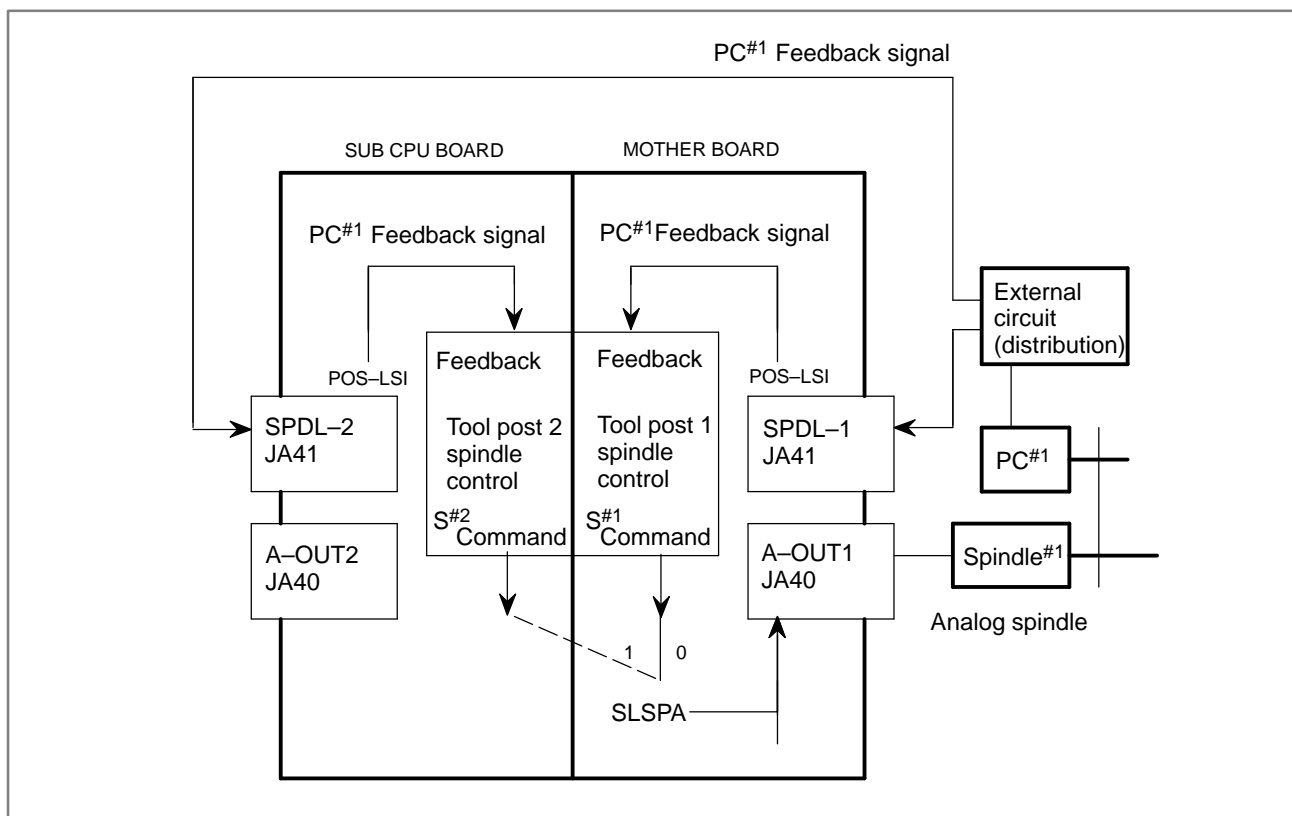 PC#1 Feedback signal
SUB CPU BOARD
MOTHER BOARD
PC#1 Feedback signal
PC#1Feedback signal
External
circuit
(distribution)
POS–LSI
Feedback
Feedback
POS–LSI
SPDL–2
JA41
Tool post 2
spindle
control
Tool post 1
spindle
control
SPDL–1
JA41
PC#1
S#2
Command
S#1
Command
A–OUT2
JA40
A–OUT1
JA40
Spindle#1
Analog spindle
1
0
SLSPA